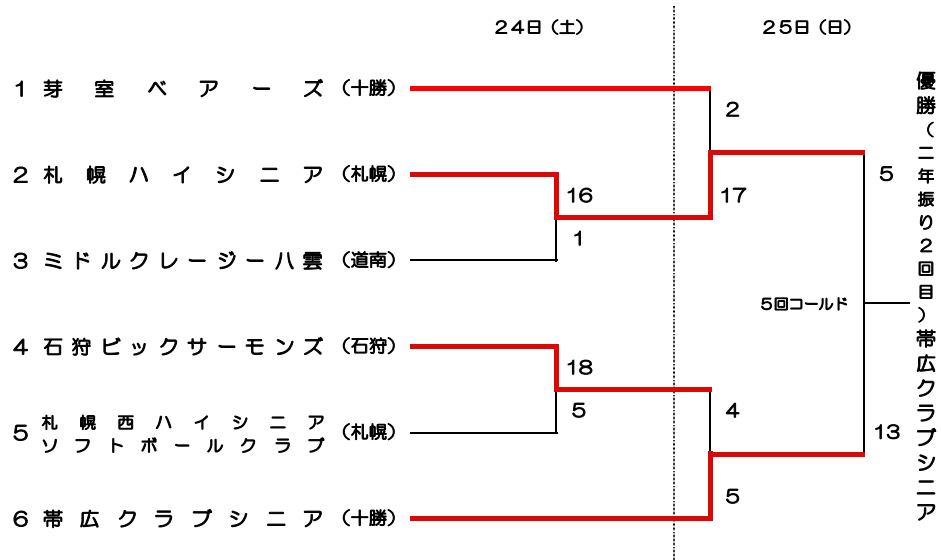 24日（土）
25日（日）
1 芽室ベアーズ （十勝）
2
2 札幌ハイシニア （札幌）
16
17
5
1
3 ミドルクレージー八雲 （道南）
5回コールド
4 石狩ビックサーモンズ （石狩）
18
5
4
13
5 札幌西ハイシニア
ソフトボールクラブ （札幌）
5
6 帯広クラブシニア （十勝）
優勝（二年振り2回目）帯広クラブシニア